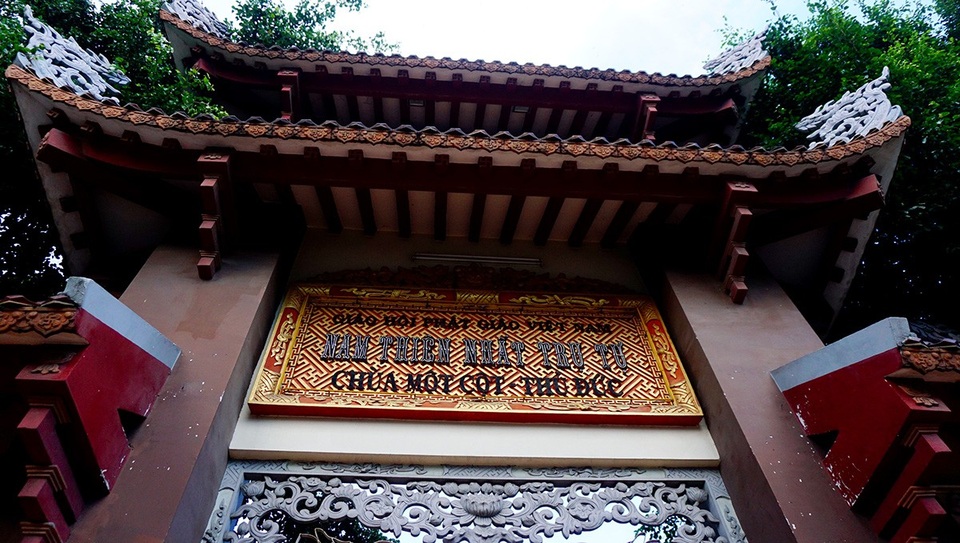 GIÁO HỘI PHẬT GIÁO VIỆT NAM
NAM THIÊN NHẤT TRỤ TỰ
CHÙA MỘT CỘT - THỦ ĐỨC